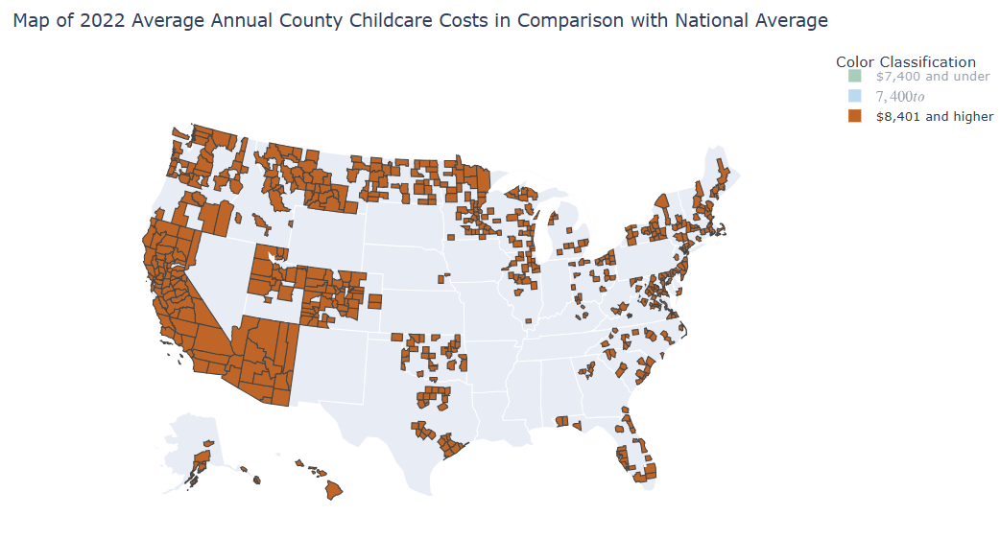 Map of 2022 Average Annual County Childcare Costs in Comparison with National Average
Color Classification
$7,400 and under
7,400to
$8,401 and higher